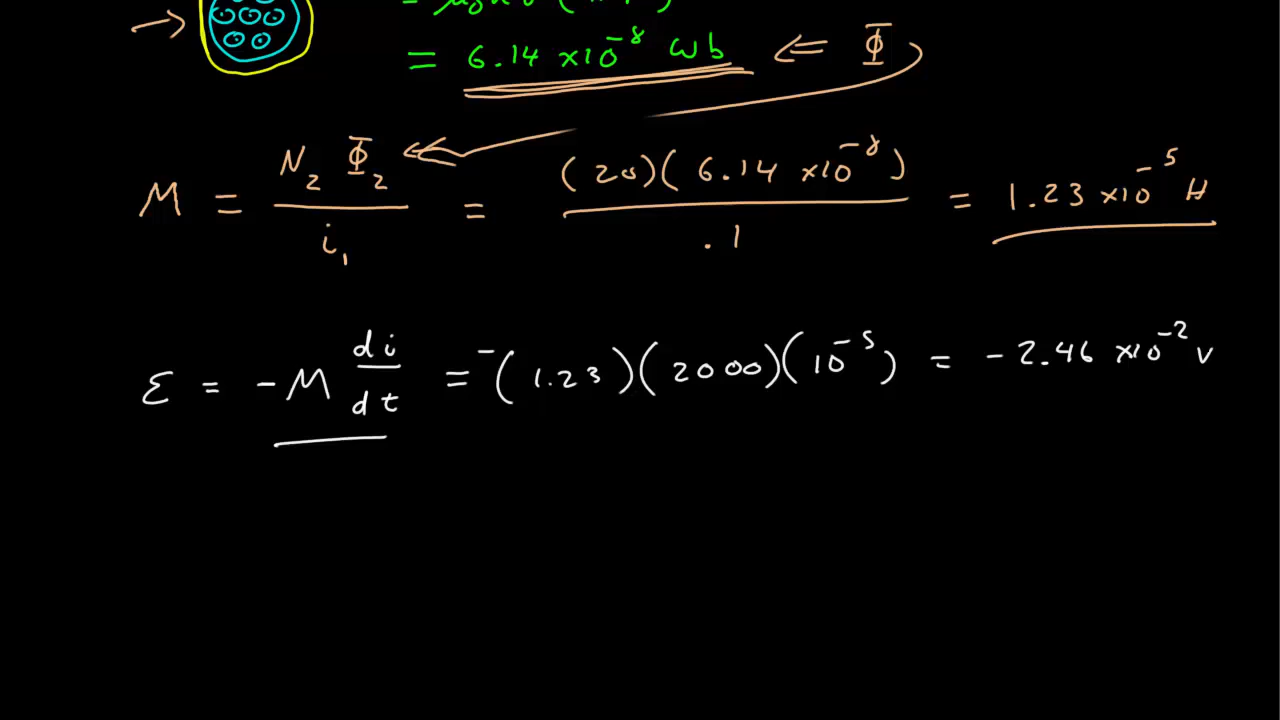 = 6.14 x10^-8 Wb ⇐ Φ
M = N₂ Φ₂ / i₁ = (20)(6.14 x10^-8) / .1 = 1.23 x10^-5 H
ε = -M di/dt = -(1.23)(2000)(10^-5) = -2.46 x10^-2 V